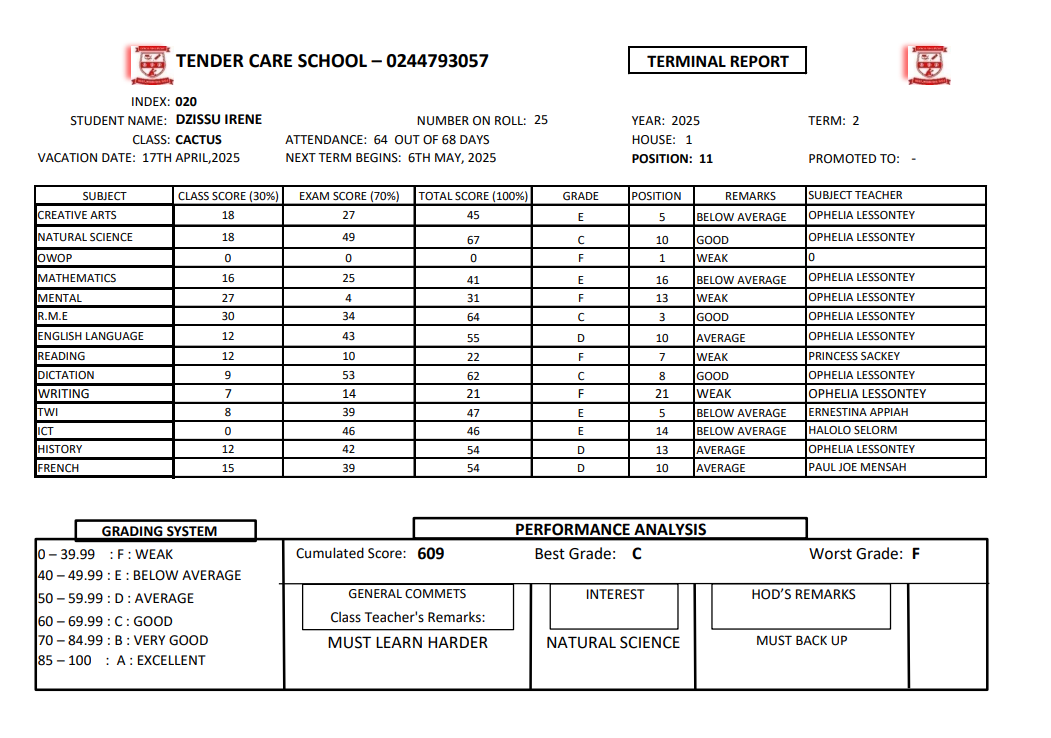 TENDER CARE SCHOOL – 0244793057
TERMINAL REPORT
INDEX: 020
STUDENT NAME: DZISSU IRENE NUMBER ON ROLL: 25 YEAR: 2025 TERM: 2
CLASS: CACTUS ATTENDANCE: 64 OUT OF 68 DAYS HOUSE: 1
VACATION DATE: 17TH APRIL,2025 NEXT TERM BEGINS: 6TH MAY, 2025 POSITION: 11 PROMOTED TO: -
SUBJECT CLASS SCORE (30%) EXAM SCORE (70%) TOTAL SCORE (100%) GRADE POSITION REMARKS SUBJECT TEACHER
CREATIVE ARTS 18 27 45 E 5 BELOW AVERAGE OPHELIA LESSONTEY
NATURAL SCIENCE 18 49 67 C 10 GOOD OPHELIA LESSONTEY
OWOP 0 0 0 F 1 WEAK 0
MATHEMATICS 16 25 41 E 16 BELOW AVERAGE OPHELIA LESSONTEY
MENTAL 27 4 31 F 13 WEAK OPHELIA LESSONTEY
R.M.E 30 34 64 C 3 GOOD OPHELIA LESSONTEY
ENGLISH LANGUAGE 12 43 55 D 10 AVERAGE OPHELIA LESSONTEY
READING 12 10 22 F 7 WEAK PRINCESS SACKEY
DICTATION 9 53 62 C 8 GOOD OPHELIA LESSONTEY
WRITING 7 14 21 F 21 WEAK OPHELIA LESSONTEY
TWI 8 39 47 E 5 BELOW AVERAGE ERNESTINA APPIAH
ICT 0 46 46 E 14 BELOW AVERAGE HALOLO SELORM
HISTORY 12 42 54 D 13 AVERAGE OPHELIA LESSONTEY
FRENCH 15 39 54 D 10 AVERAGE PAUL JOE MENSAH
GRADING SYSTEM
0 – 39.99 : F : WEAK
40 – 49.99 : E : BELOW AVERAGE
50 – 59.99 : D : AVERAGE
60 – 69.99 : C : GOOD
70 – 84.99 : B : VERY GOOD
85 – 100 : A : EXCELLENT
PERFORMANCE ANALYSIS
Cumulated Score: 609 Best Grade: C Worst Grade: F
GENERAL COMMETS
Class Teacher's Remarks:
MUST LEARN HARDER
INTEREST
NATURAL SCIENCE
HOD'S REMARKS
MUST BACK UP